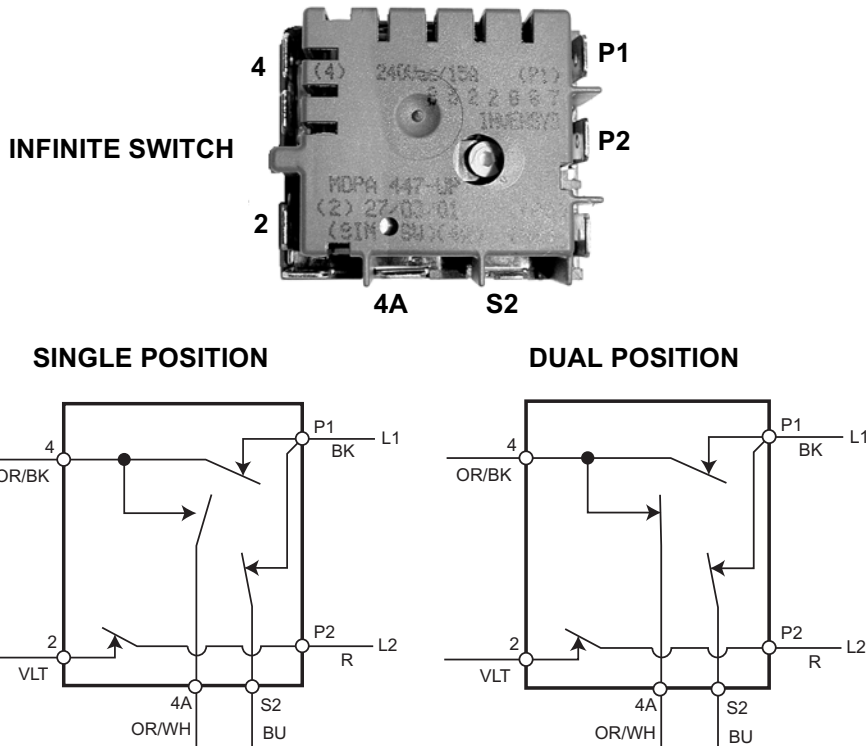 INFINITE SWITCH
4
2
P1
P2
4A
S2
(4) 240Vac/15A (P1)
INVENSYS
MDPA 447-UP
(2) 27/03/01
SINGLE POSITION
4
OR/BK
P1
L1
BK
2
VLT
P2
L2
R
4A
OR/WH
S2
BU
DUAL POSITION
4
OR/BK
P1
L1
BK
2
VLT
P2
L2
R
4A
OR/WH
S2
BU